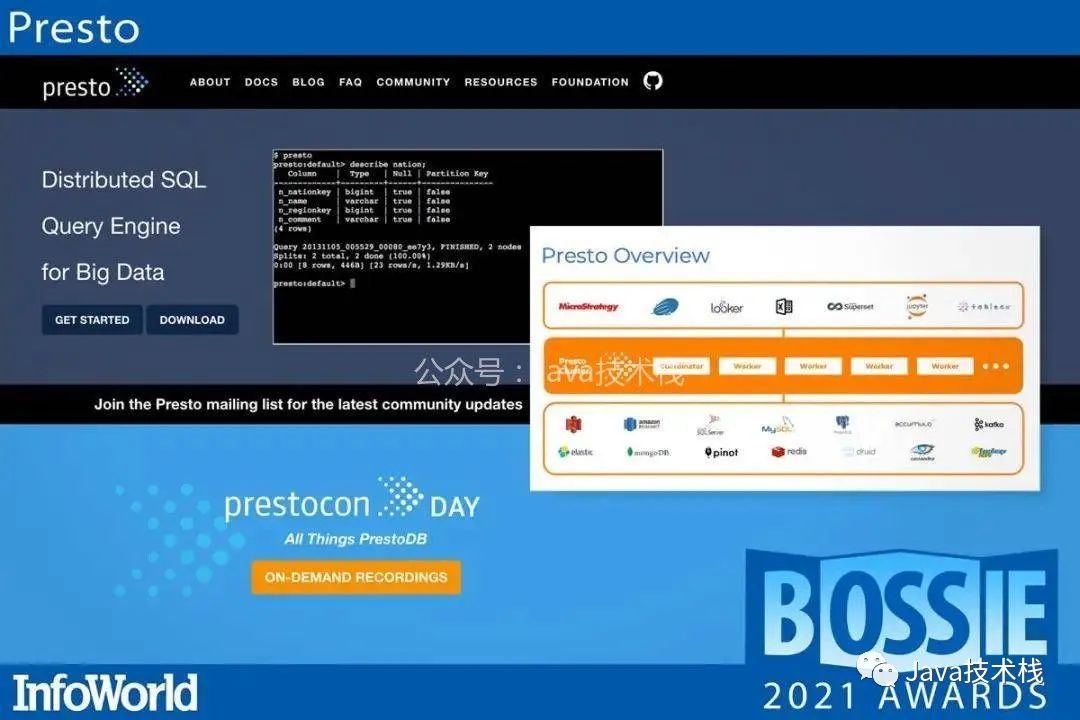 Presto
presto
ABOUT DOCS BLOG FAQ COMMUNITY RESOURCES FOUNDATION
Distributed SQL
Query Engine
for Big Data
GET STARTED DOWNLOAD
$ presto
presto:default> describe nation;
Column | Type | Null | Partition Key
-------------+---------+------+---------------
n_nationkey | bigint | true | false
n_name | varchar | true | false
n_regionkey | bigint | true | false
n_comment | varchar | true | false
(4 rows)
Query 20131105_005529_00080_ee7y3, FINISHED, 2 nodes
Splits: 2 total, 2 done (100.00%)
0:00 [8 rows, 446B] [23 rows/s, 1.29KB/s]
presto:default>
Presto Overview
MicroStrategy looker Superset jupyter tableau
Presto
Cluster Coordinator Worker Worker Worker Worker
amazon SQL Server MySQL accumulo kafka
elastic mongoDB pinot redis druid cassandra
公众号：Java技术栈
Join the Presto mailing list for the latest community updates
prestocon DAY
All Things PrestoDB
ON-DEMAND RECORDINGS
BOSSIE
Java技术栈
2021 AWARDS
InfoWorld